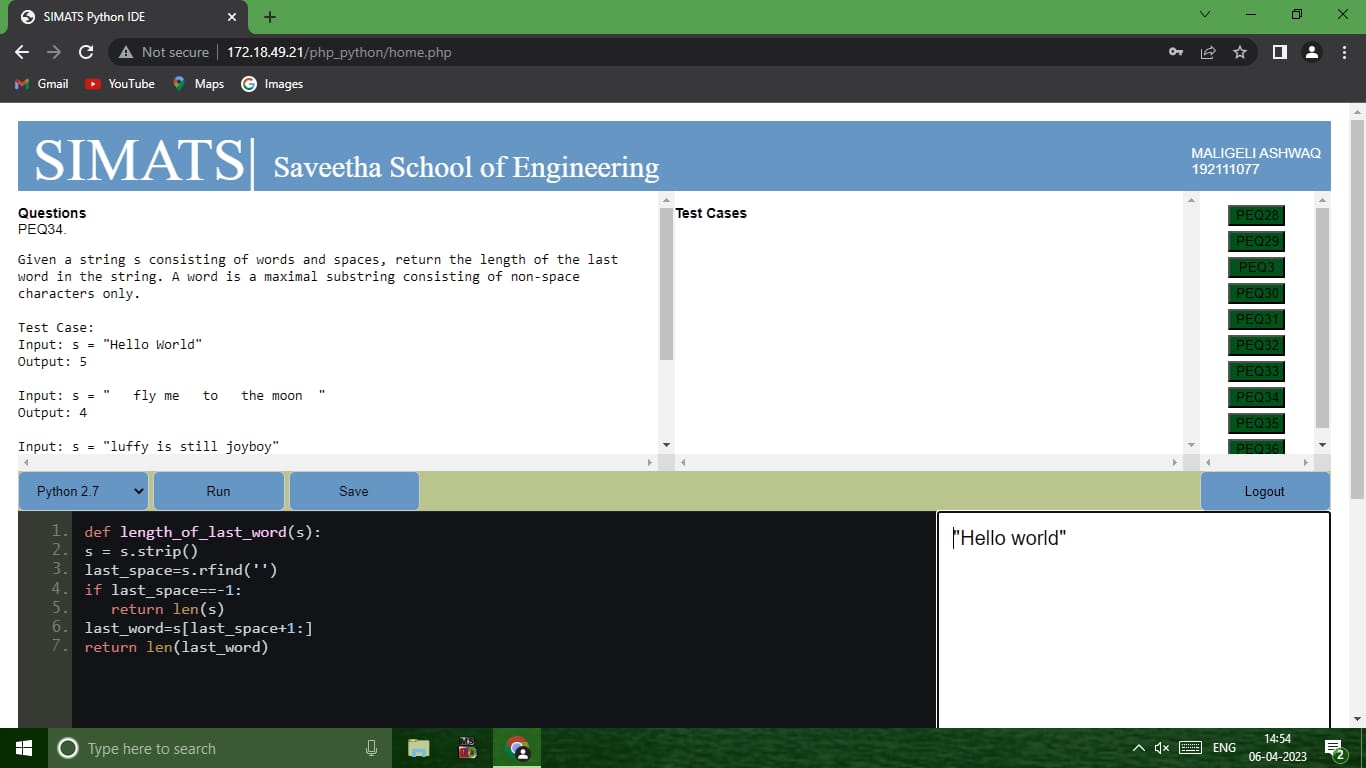 SIMATS Python IDE
Not secure 172.18.49.21/php_python/home.php
Gmail YouTube Maps Images
SIMATS| Saveetha School of Engineering
MALIGELI ASHWAQ
192111077
Questions
PEQ34.
Given a string s consisting of words and spaces, return the length of the last
word in the string. A word is a maximal substring consisting of non-space
characters only.
Test Case:
Input: s = "Hello World"
Output: 5
Input: s = "   fly me   to   the moon  "
Output: 4
Input: s = "luffy is still joyboy"
Test Cases
PEQ28
PEQ29
PEQ3
PEQ30
PEQ31
PEQ32
PEQ33
PEQ34
PEQ35
PEQ36
Python 2.7 Run Save Logout
1. def length_of_last_word(s):
2. s = s.strip()
3. last_space=s.rfind('')
4. if last_space==-1:
5.    return len(s)
6. last_word=s[last_space+1:]
7. return len(last_word)
"Hello world"
Type here to search
ENG
14:54
06-04-2023
2